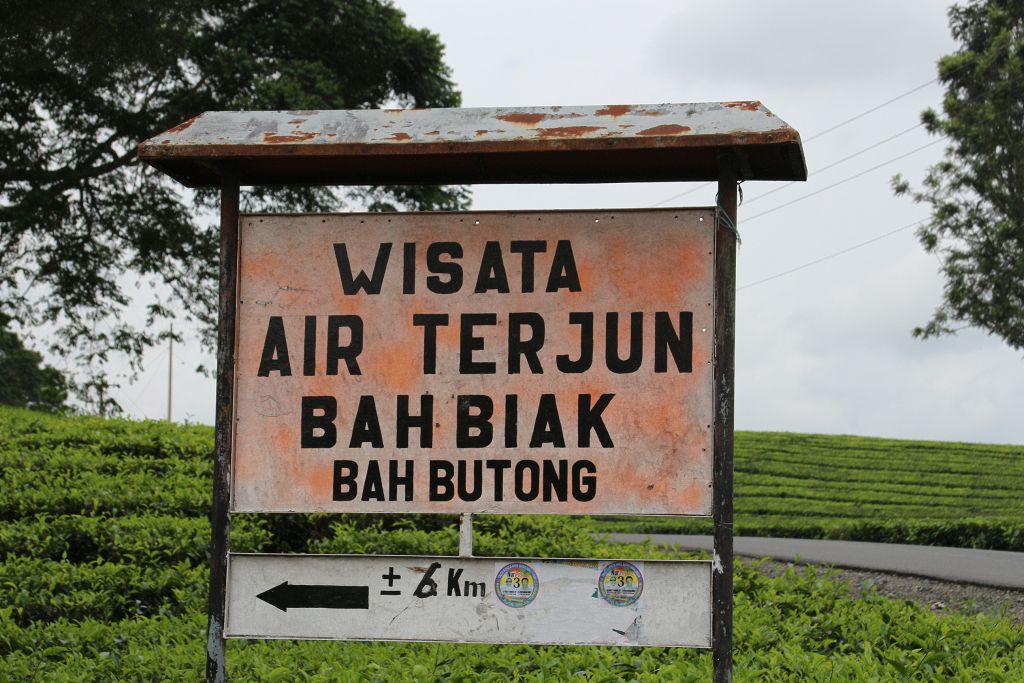 WISATA
AIR TERJUN
BAH BIAK
BAH BUTONG
± 6 Km